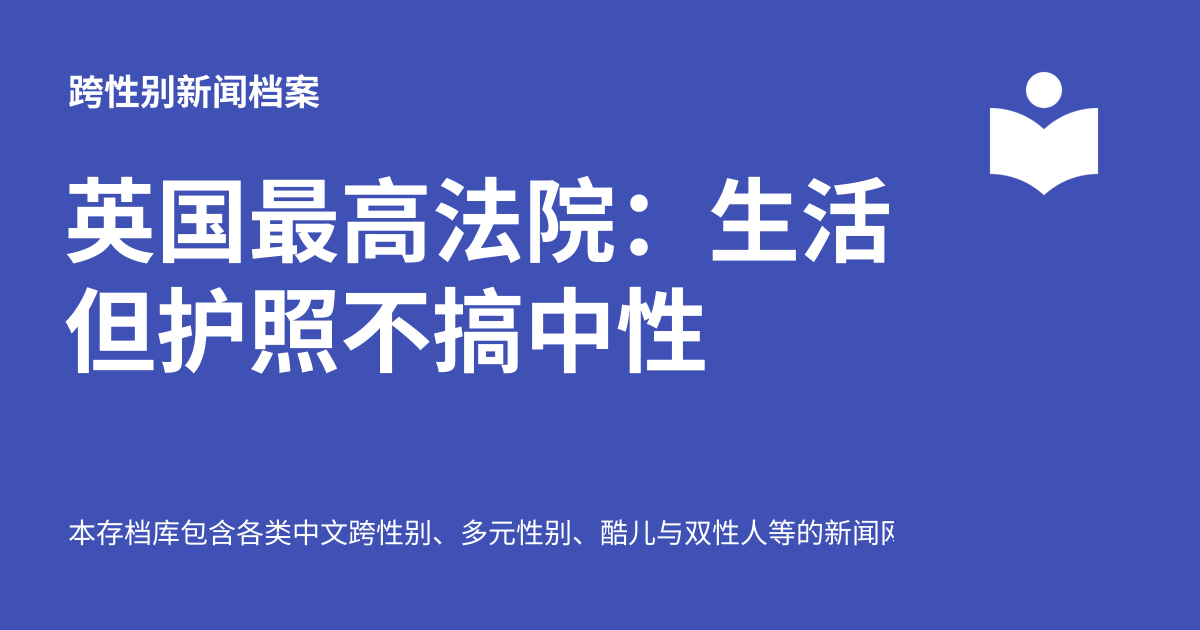 跨性别新闻档案
英国最高法院：生活
但护照不搞中性
本存档库包含各类中文跨性别、多元性别、酷儿与双性人等的新闻网